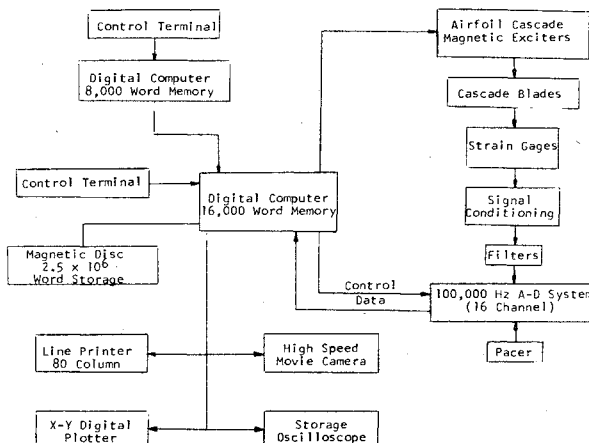 Control Terminal
Digital Computer
8,000 Word Memory
Control Terminal
Digital Computer
16,000 Word Memory
Magnetic Disc
2.5 x 10⁶
Word Storage
Line Printer
80 Column
High Speed
Movie Camera
X-Y Digital
Plotter
Storage
Oscilloscope
Airfoil Cascade
Magnetic Exciters
Cascade Blades
Strain Gages
Signal
Conditioning
Filters
Control
Data
100,000 Hz A-D System
(16 Channel)
Pacer